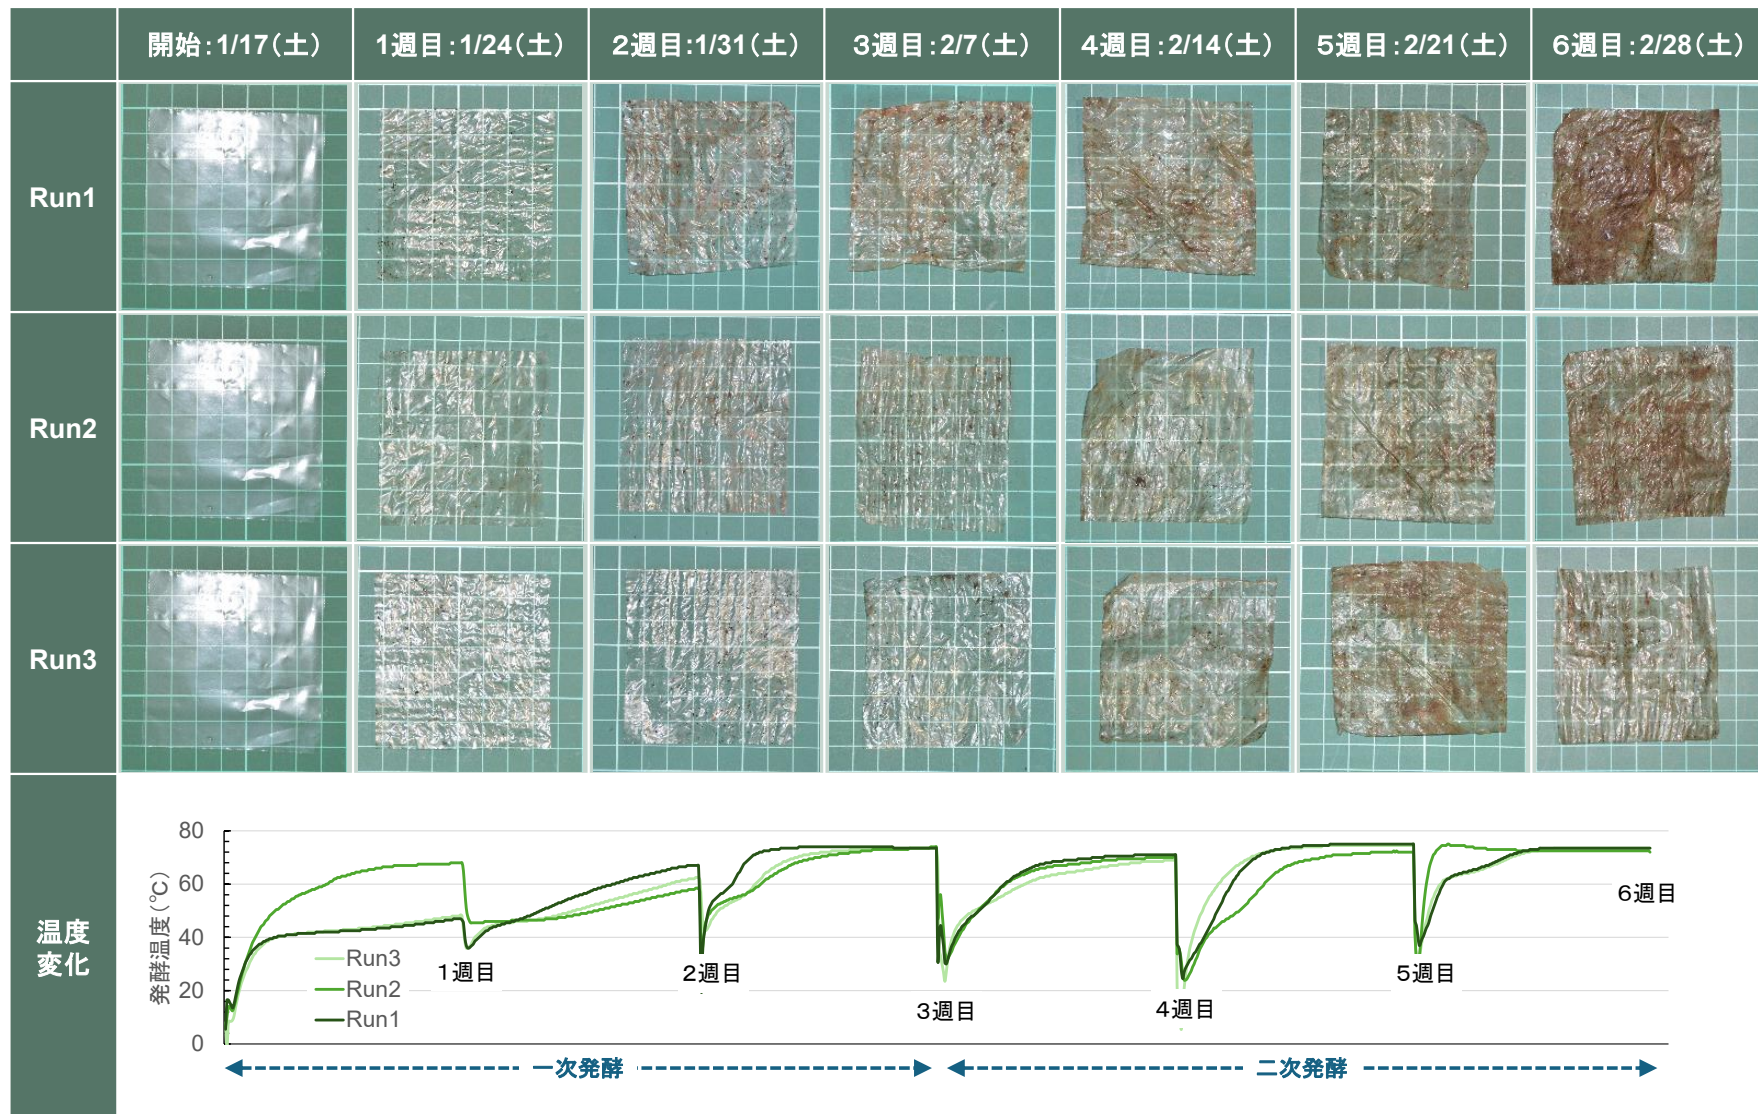 開始：1/17（土）
1週目：1/24（土）
２週目：1/31（土）
３週目：2/7（土）
４週目：2/14（土）
５週目：2/21（土）
６週目：2/28（土）
Run1
Run2
Run3
温度
変化
発酵温度（℃）
80
60
40
20
0
Run3
Run2
Run1
１週目
２週目
３週目
４週目
５週目
６週目
一次発酵
二次発酵